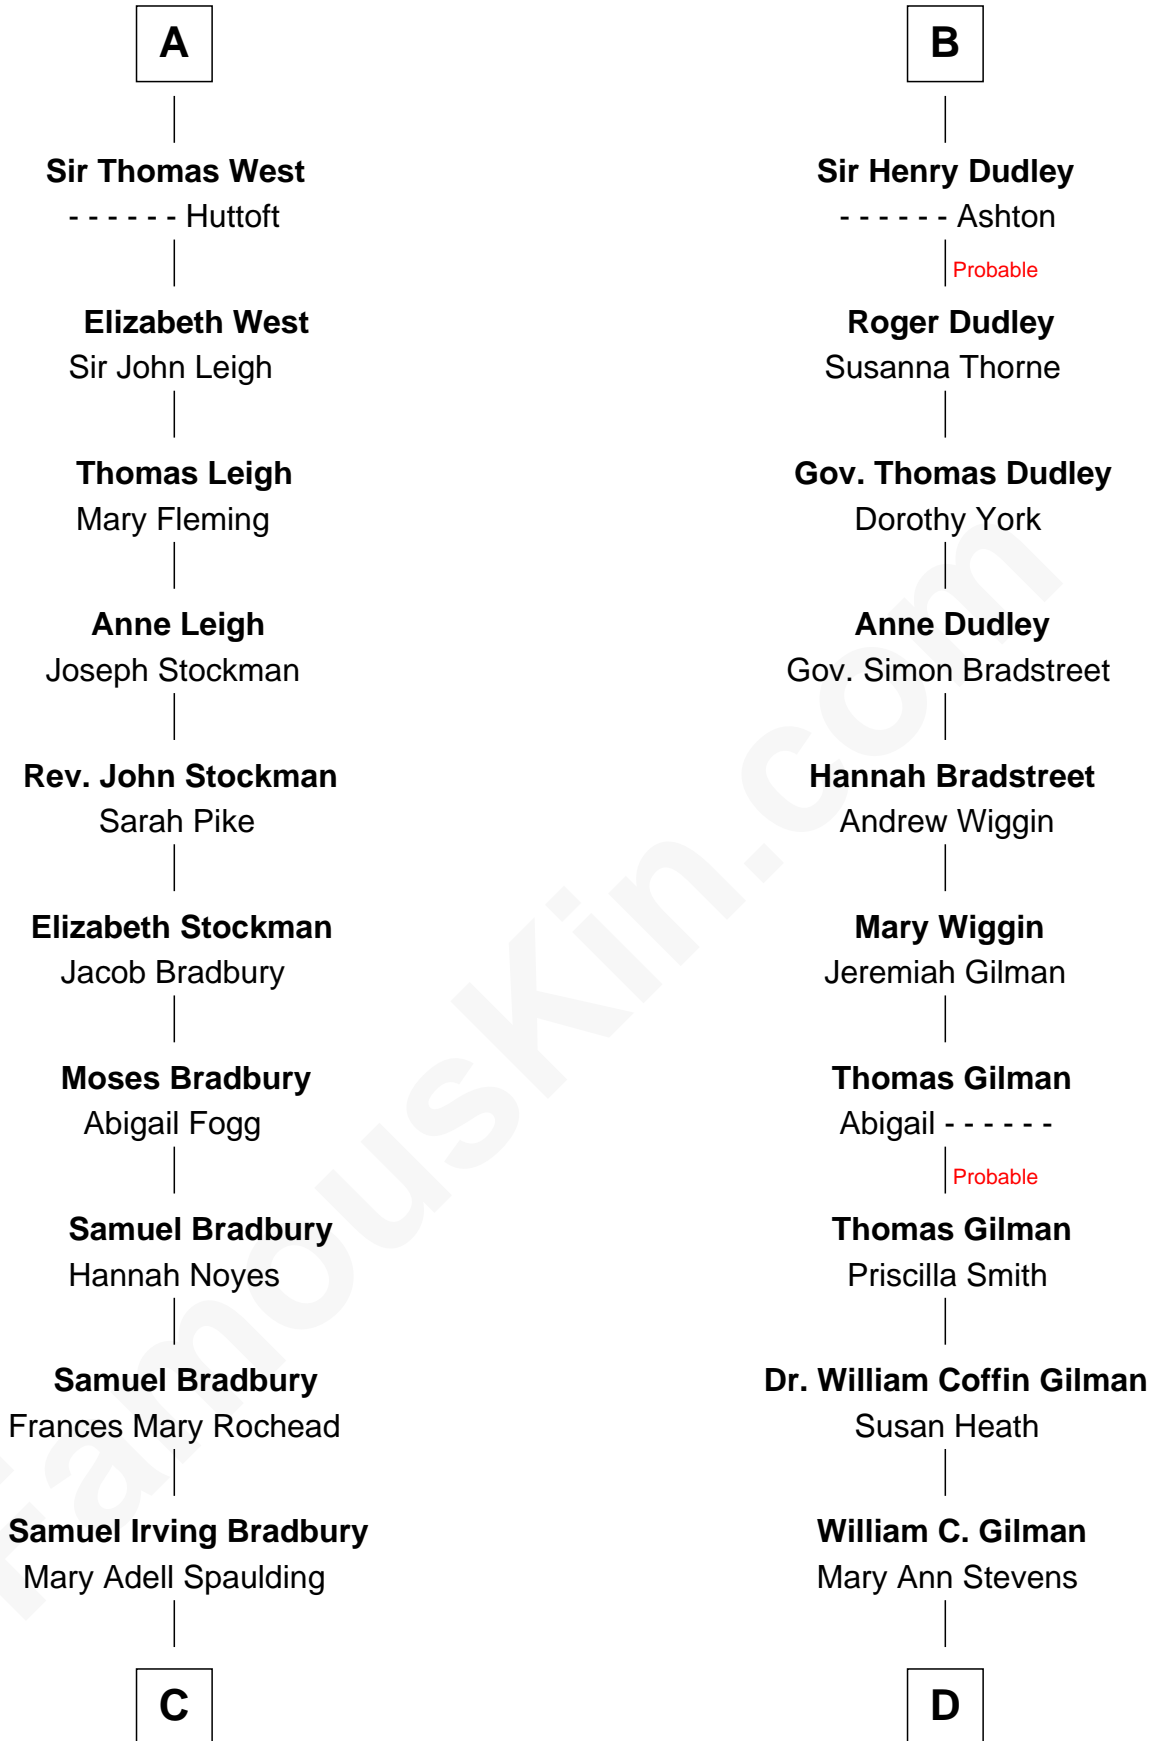 A
Sir Thomas West
- - - - - - Huttoft
Elizabeth West
Sir John Leigh
Thomas Leigh
Mary Fleming
Anne Leigh
Joseph Stockman
Rev. John Stockman
Sarah Pike
Elizabeth Stockman
Jacob Bradbury
Moses Bradbury
Abigail Fogg
Samuel Bradbury
Hannah Noyes
Samuel Bradbury
Frances Mary Rochead
Samuel Irving Bradbury
Mary Adell Spaulding
C
B
Sir Henry Dudley
- - - - - - Ashton
Probable
Roger Dudley
Susanna Thorne
Gov. Thomas Dudley
Dorothy York
Anne Dudley
Gov. Simon Bradstreet
Hannah Bradstreet
Andrew Wiggin
Mary Wiggin
Jeremiah Gilman
Thomas Gilman
Abigail - - - - - -
Probable
Thomas Gilman
Priscilla Smith
Dr. William Coffin Gilman
Susan Heath
William C. Gilman
Mary Ann Stevens
D
FamousKin.com